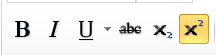 B I U abc x₂ x²